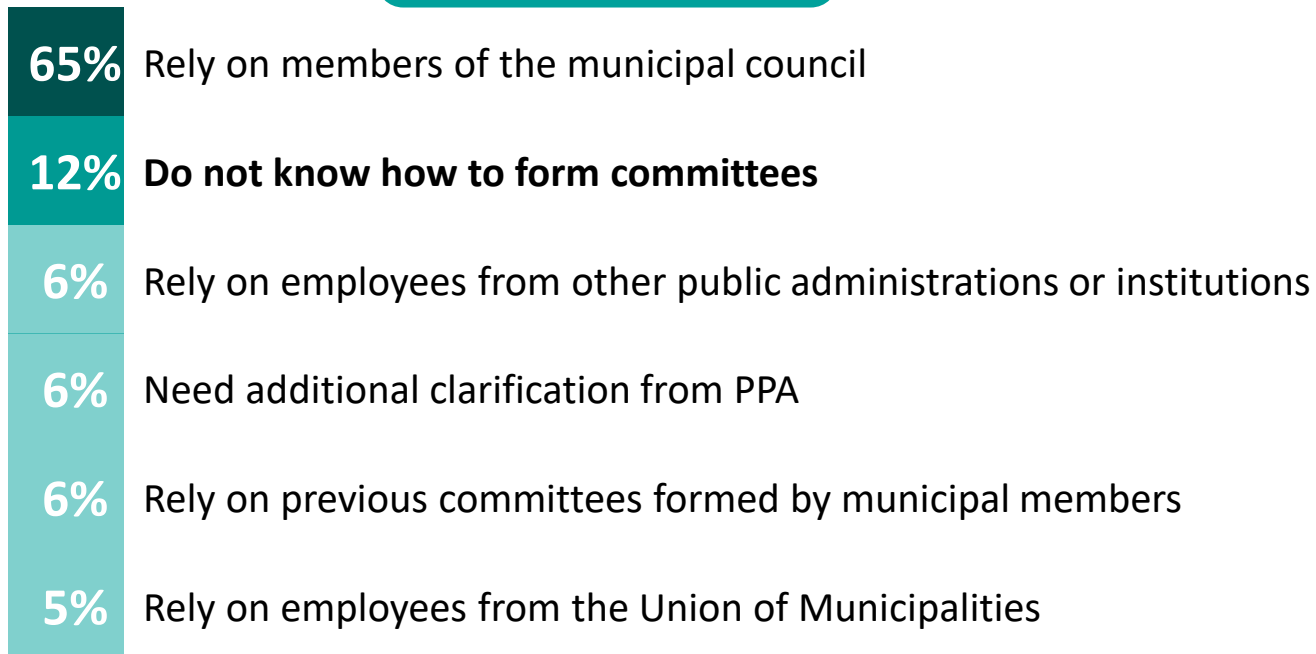 65% Rely on members of the municipal council
12% Do not know how to form committees
6% Rely on employees from other public administrations or institutions
6% Need additional clarification from PPA
6% Rely on previous committees formed by municipal members
5% Rely on employees from the Union of Municipalities